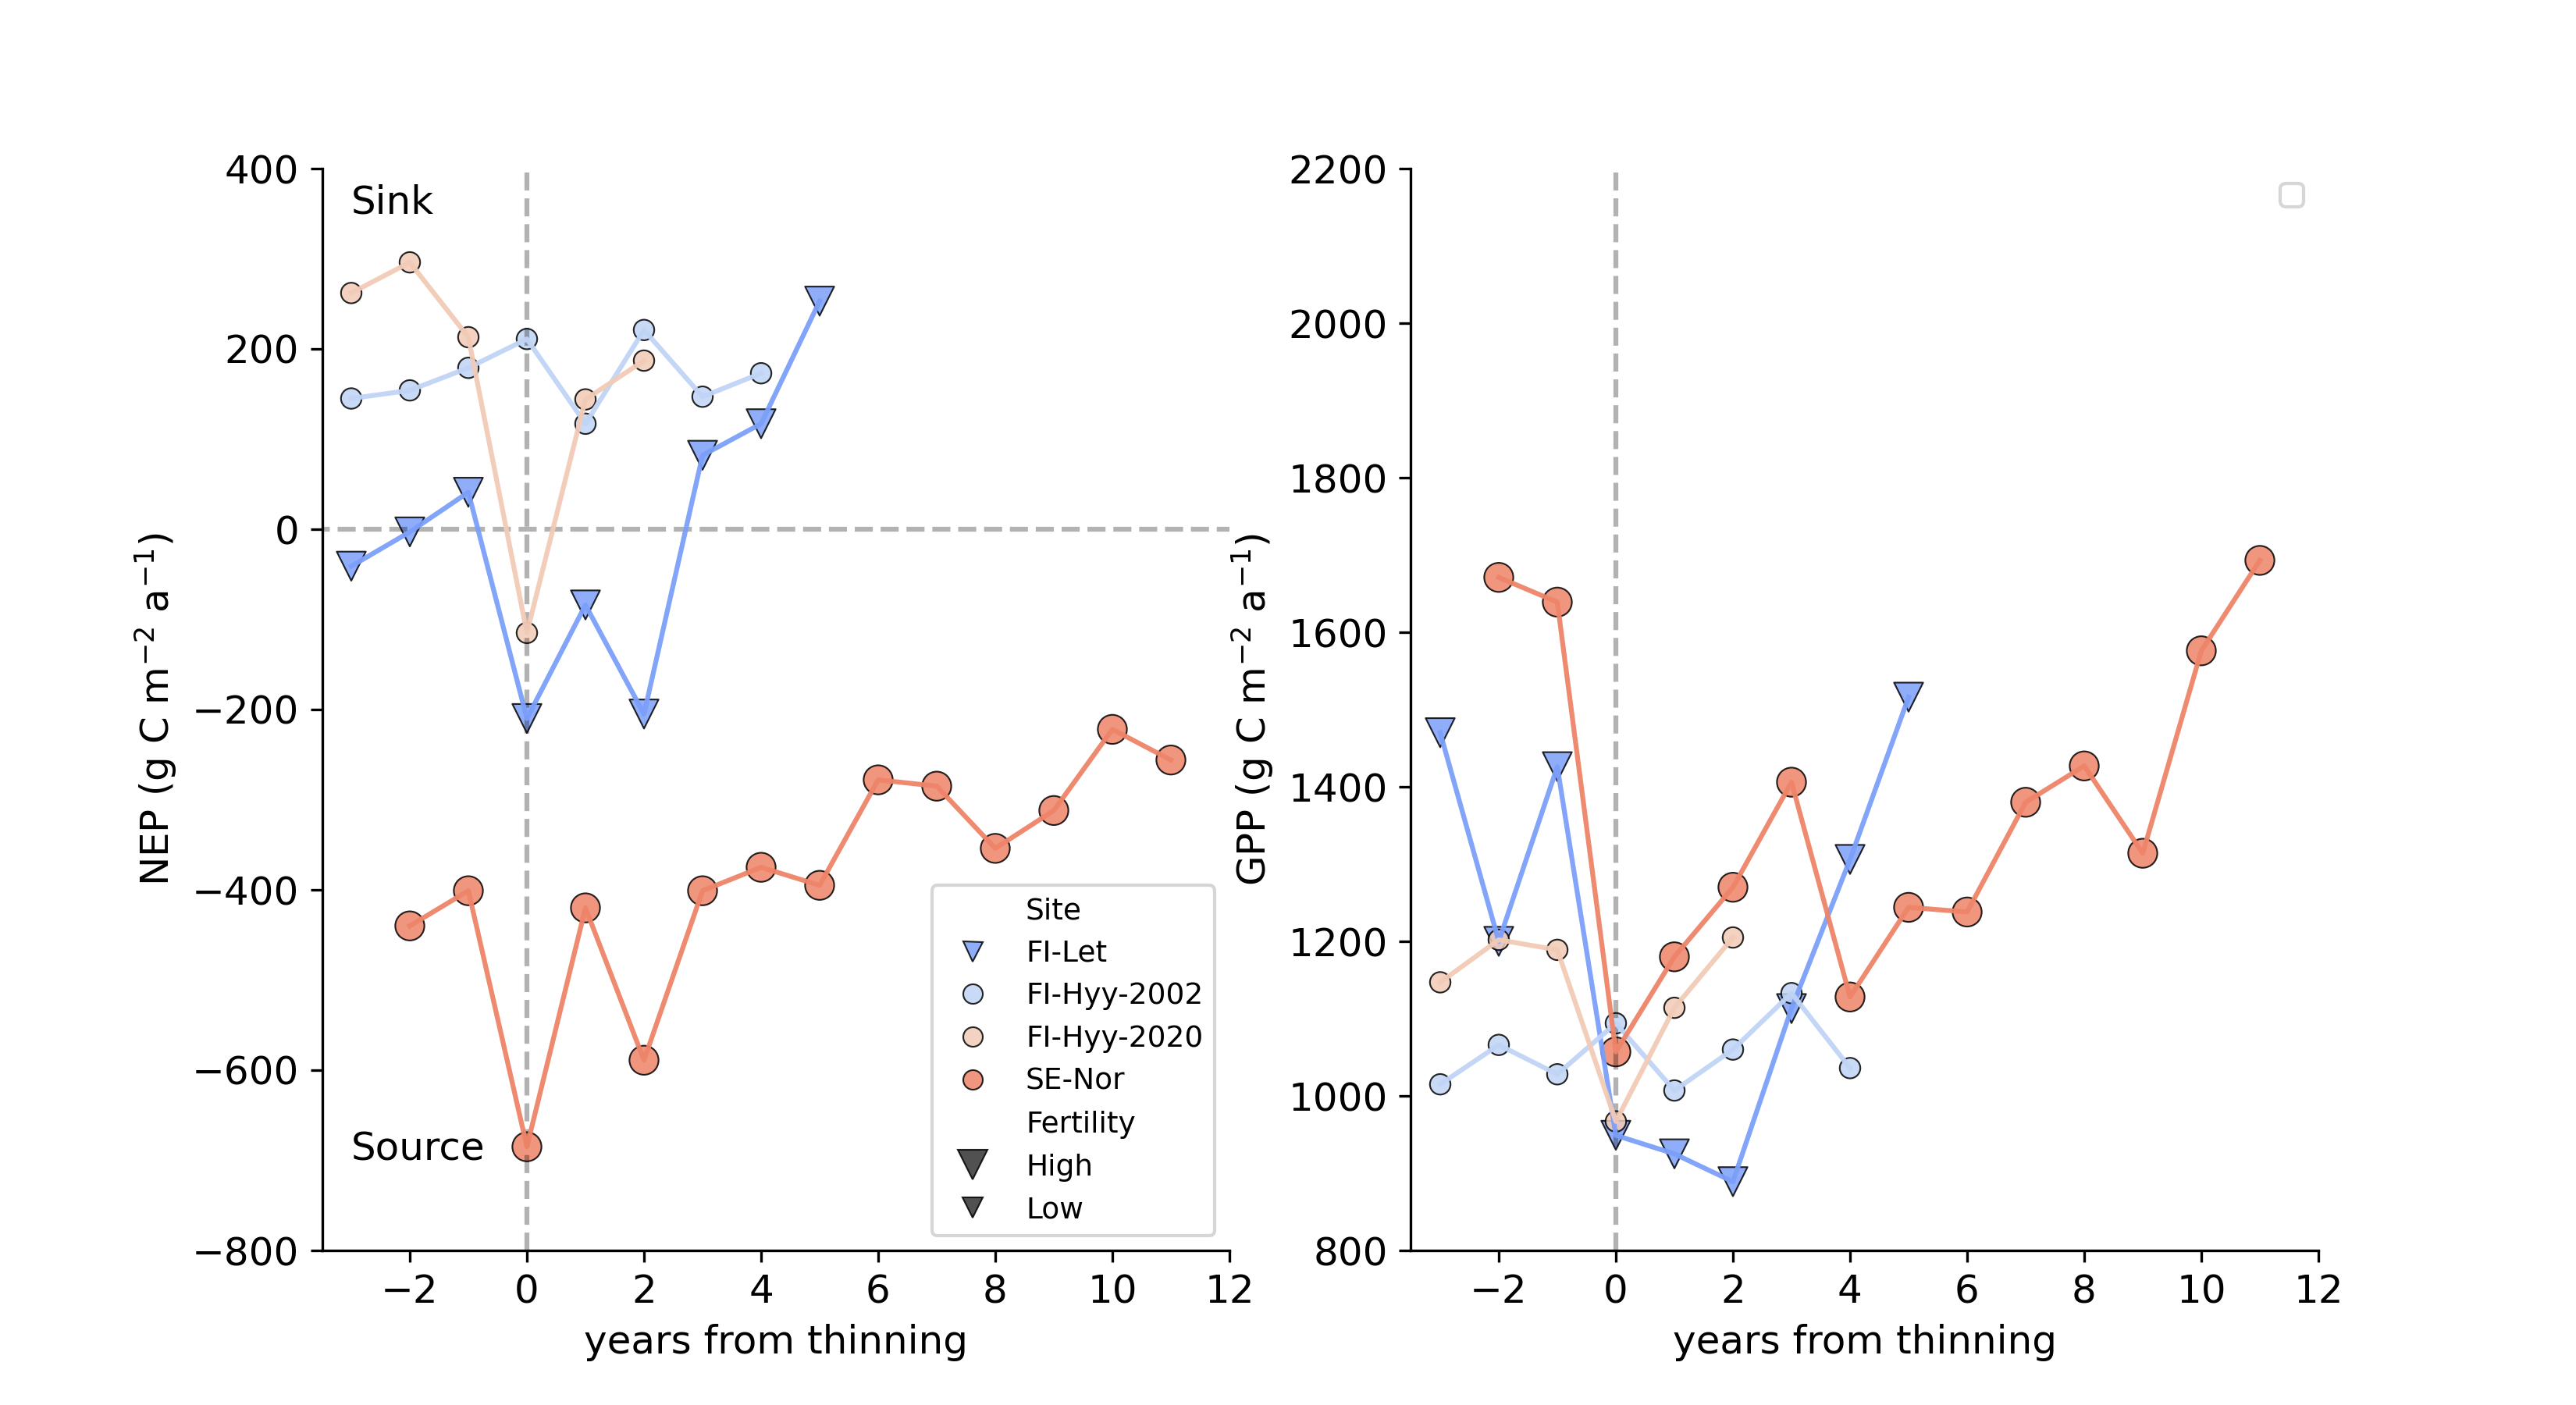 400
200
0
−200
−400
−600
−800
NEP (g C m⁻² a⁻¹)
Sink
Source
Site
FI-Let
FI-Hyy-2002
FI-Hyy-2020
SE-Nor
Fertility
High
Low
−2 0 2 4 6 8 10 12
years from thinning
2200
2000
1800
1600
1400
1200
1000
800
GPP (g C m⁻² a⁻¹)
−2 0 2 4 6 8 10 12
years from thinning